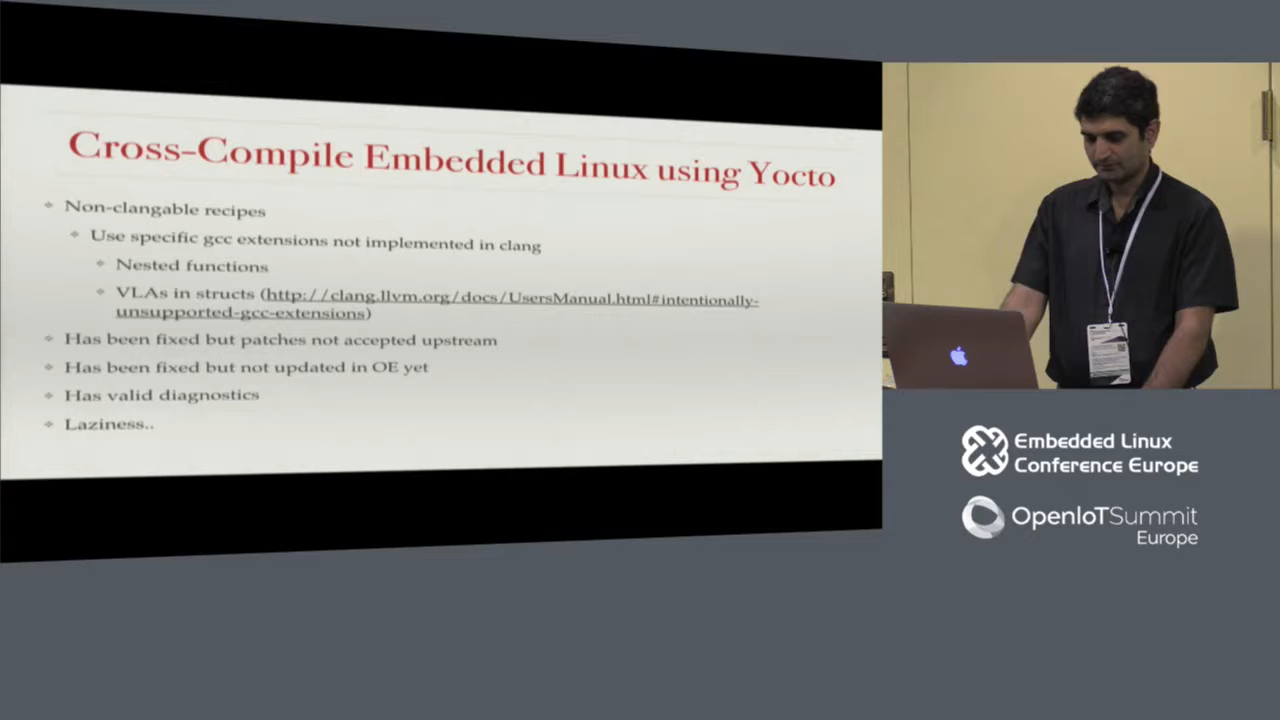 Cross-Compile Embedded Linux using Yocto
Non-clangable recipes
Use specific gcc extensions not implemented in clang
Nested functions
VLAs in structs (http://clang.llvm.org/docs/UsersManual.html#intentionally-
unsupported-gcc-extensions)
Has been fixed but patches not accepted upstream
Has been fixed but not updated in OE yet
Has valid diagnostics
Laziness..
Embedded Linux
Conference Europe
OpenIoTSummit
Europe